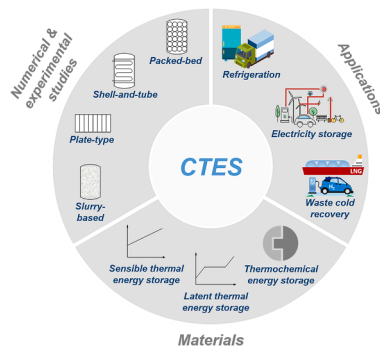 Numerical &
experimental
studies
Packed-bed
Shell-and-tube
Plate-type
Slurry-
based
CTES
Applications
Refrigeration
Electricity storage
LNG
H₂
Waste cold
recovery
Sensible thermal
energy storage
Latent thermal
energy storage
Thermochemical
energy storage
Materials